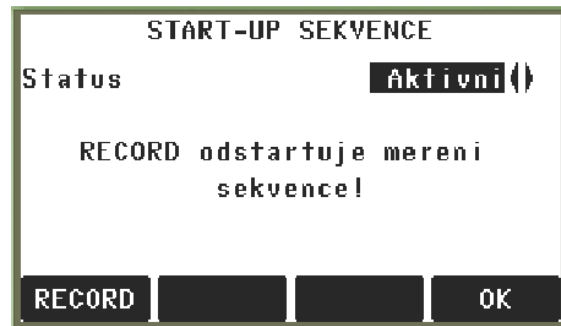 START-UP SEKVENCE
Status Aktivni
RECORD odstartuje mereni
sekvence!
RECORD OK